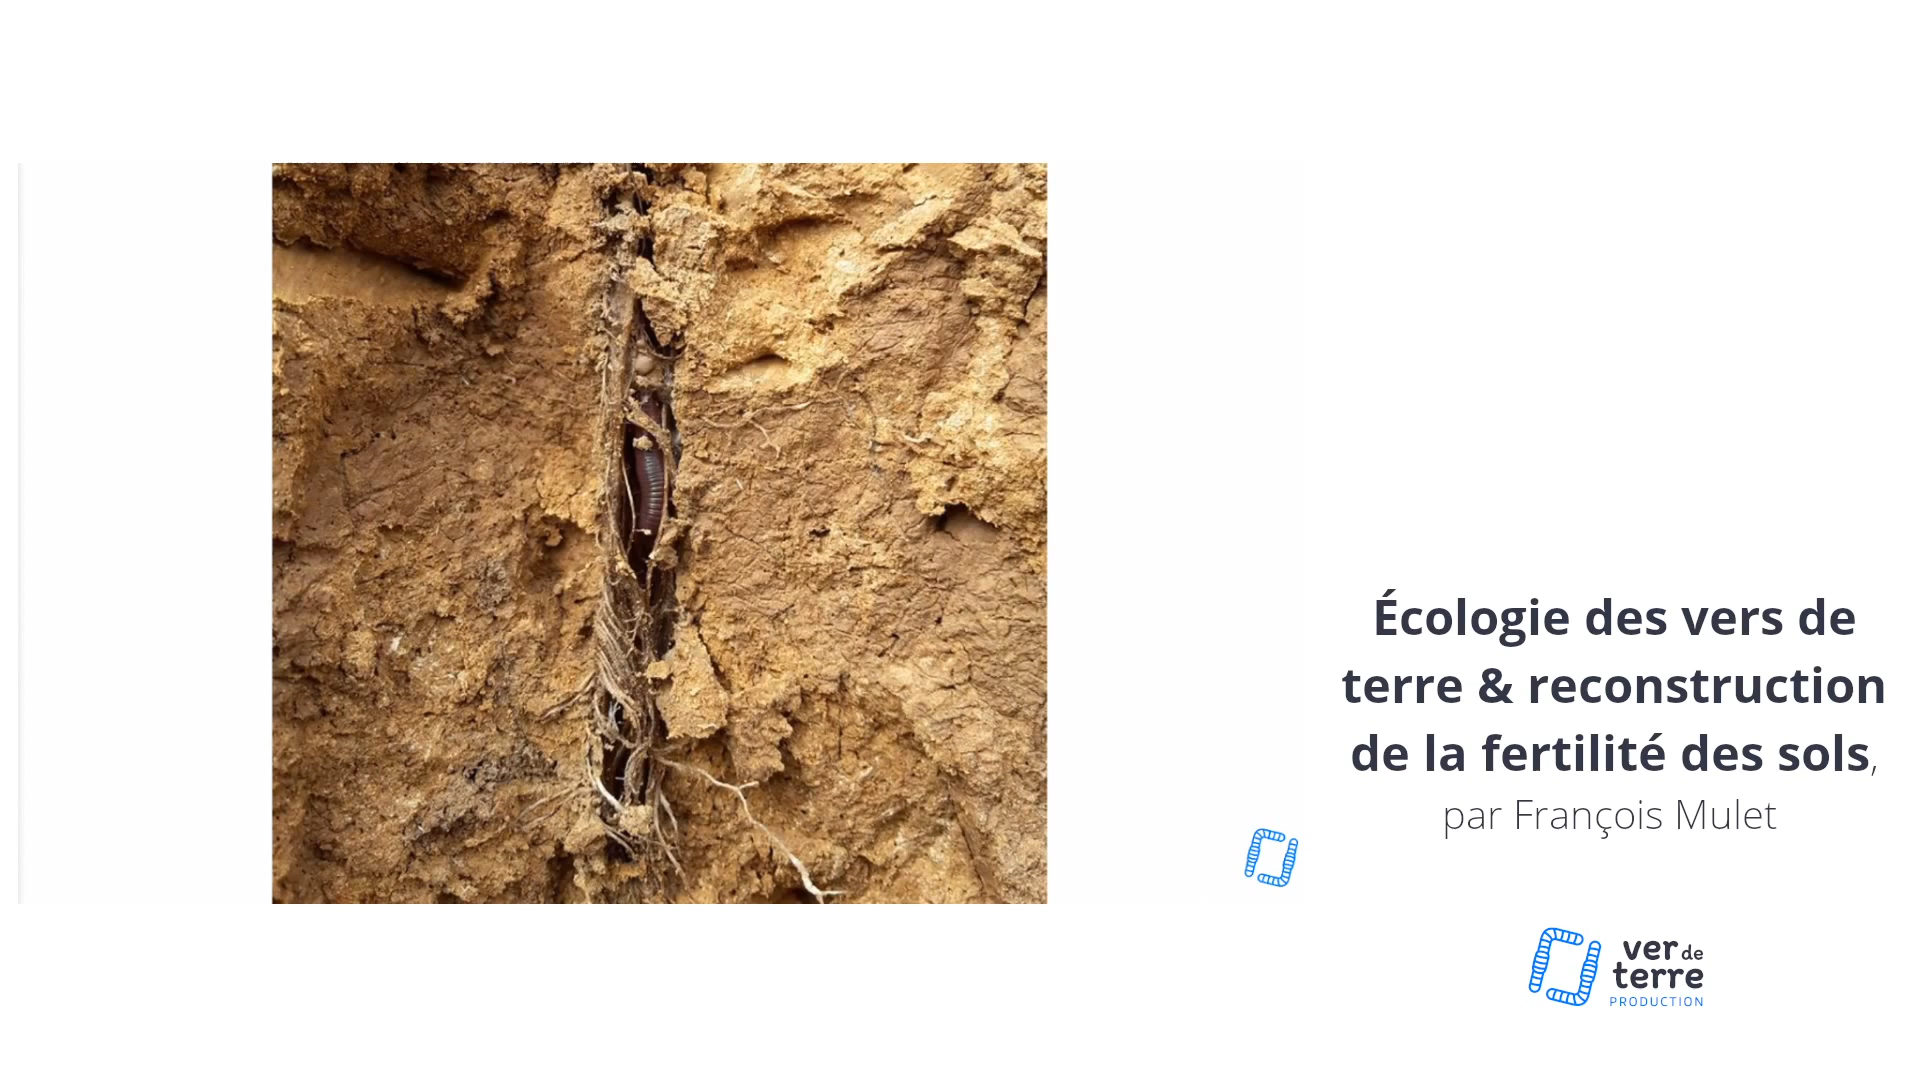 Écologie des vers de
terre & reconstruction
de la fertilité des sols,
par François Mulet
ver de
terre
PRODUCTION